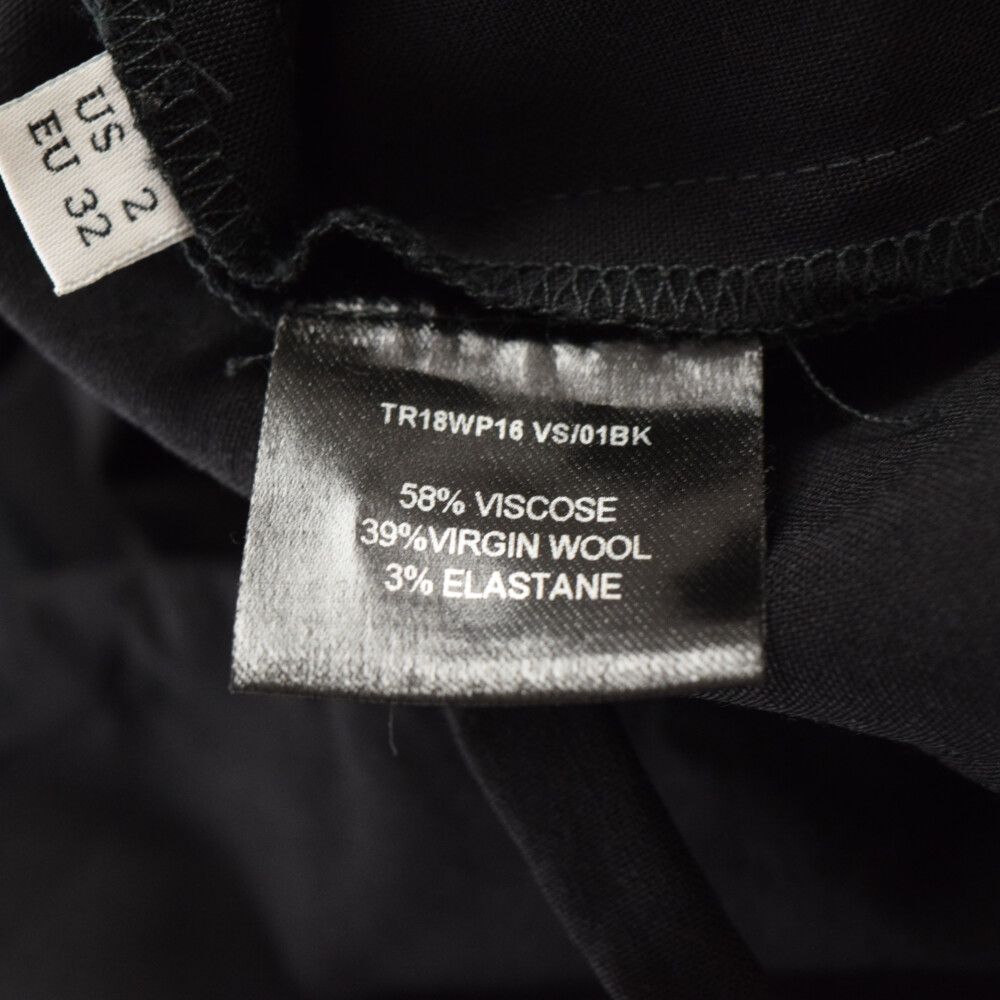 US 2
EU 32
TR18WP16 VS/01BK
58% VISCOSE
39%VIRGIN WOOL
3% ELASTANE